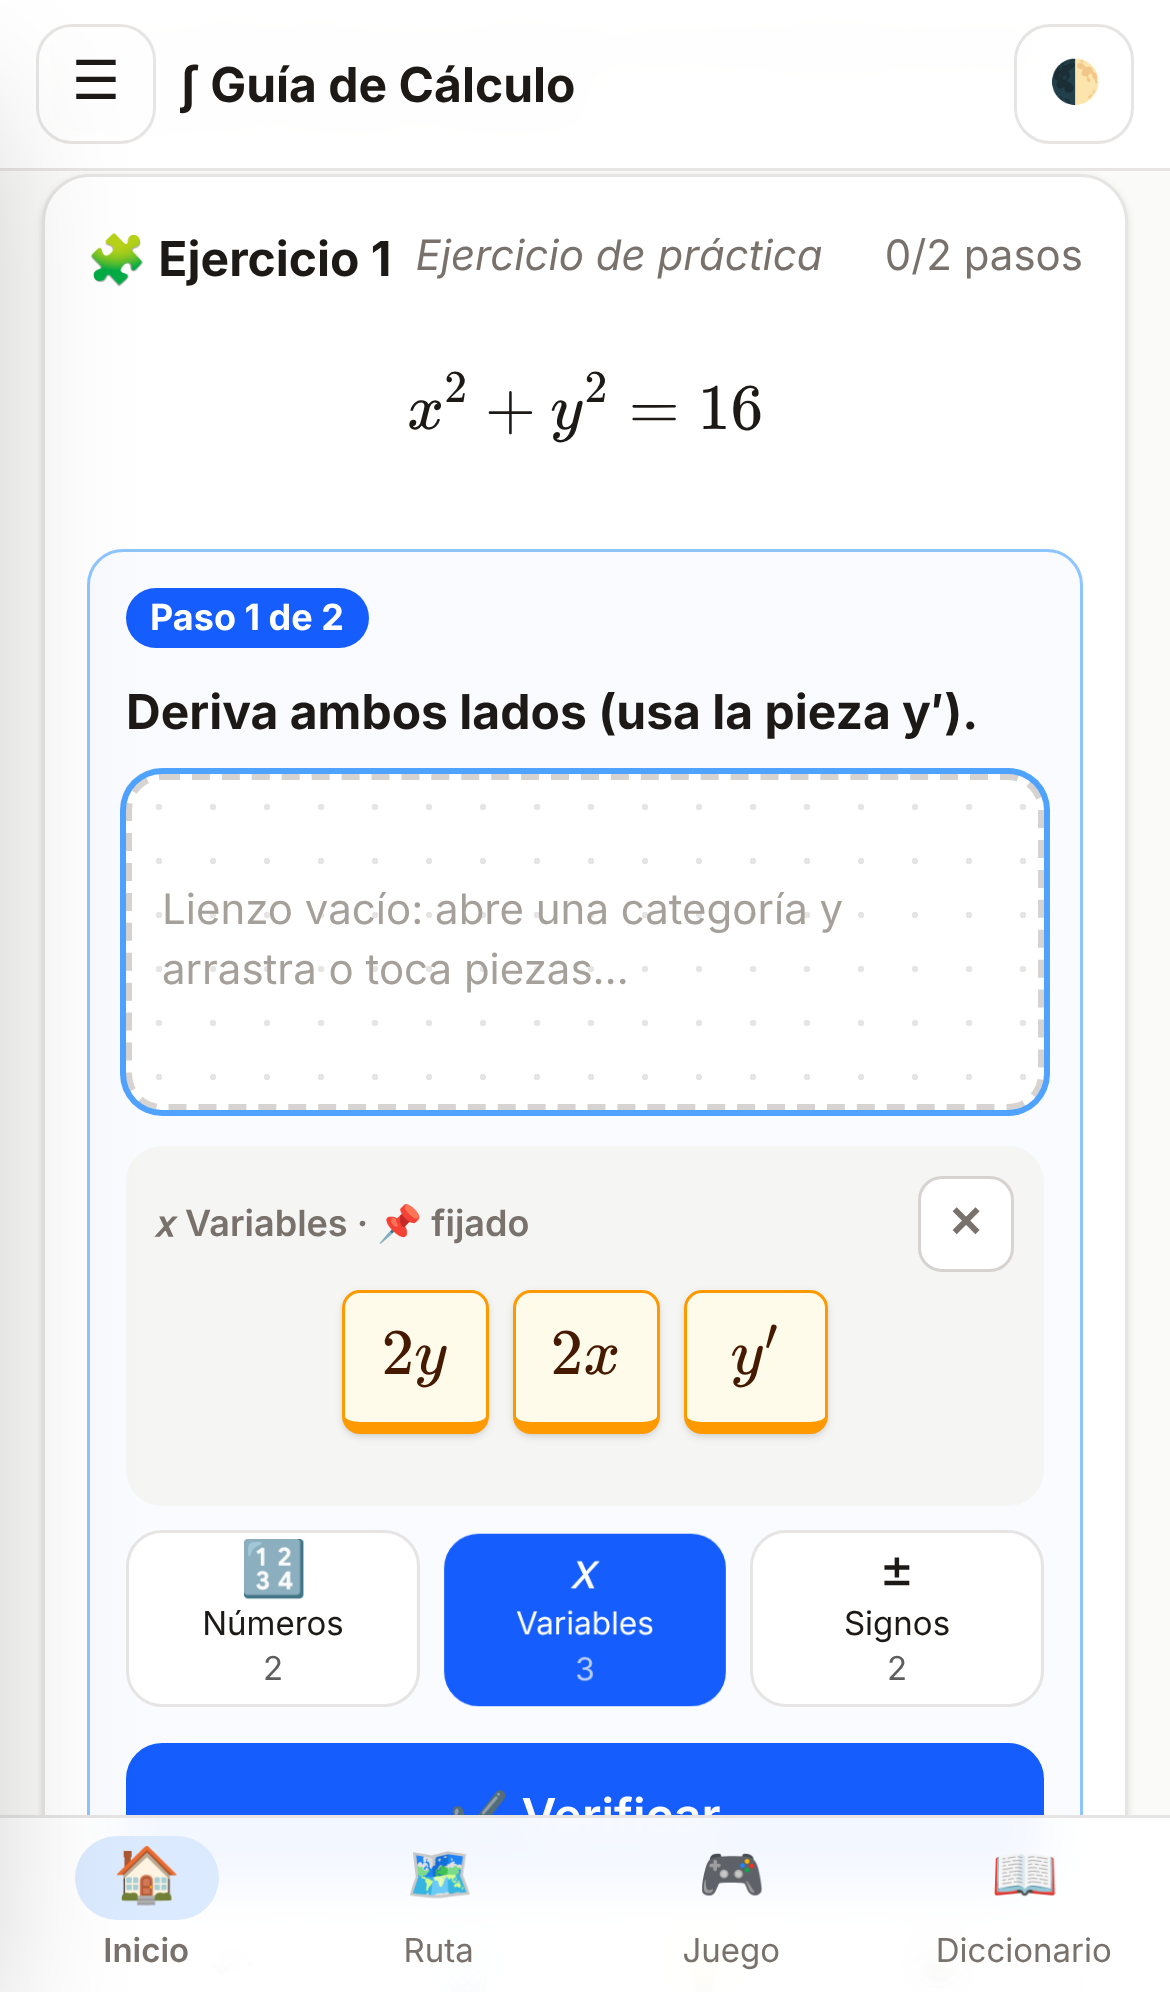 ☰ ∫ Guía de Cálculo
🧩 Ejercicio 1 Ejercicio de práctica 0/2 pasos
x² + y² = 16
Paso 1 de 2
Deriva ambos lados (usa la pieza y′).
Lienzo vacío: abre una categoría y
arrastra o toca piezas...
x Variables · 📌 fijado ✕
2y 2x y′
Números
2
x
Variables
3
±
Signos
2
✔ Verificar
Inicio Ruta Juego Diccionario